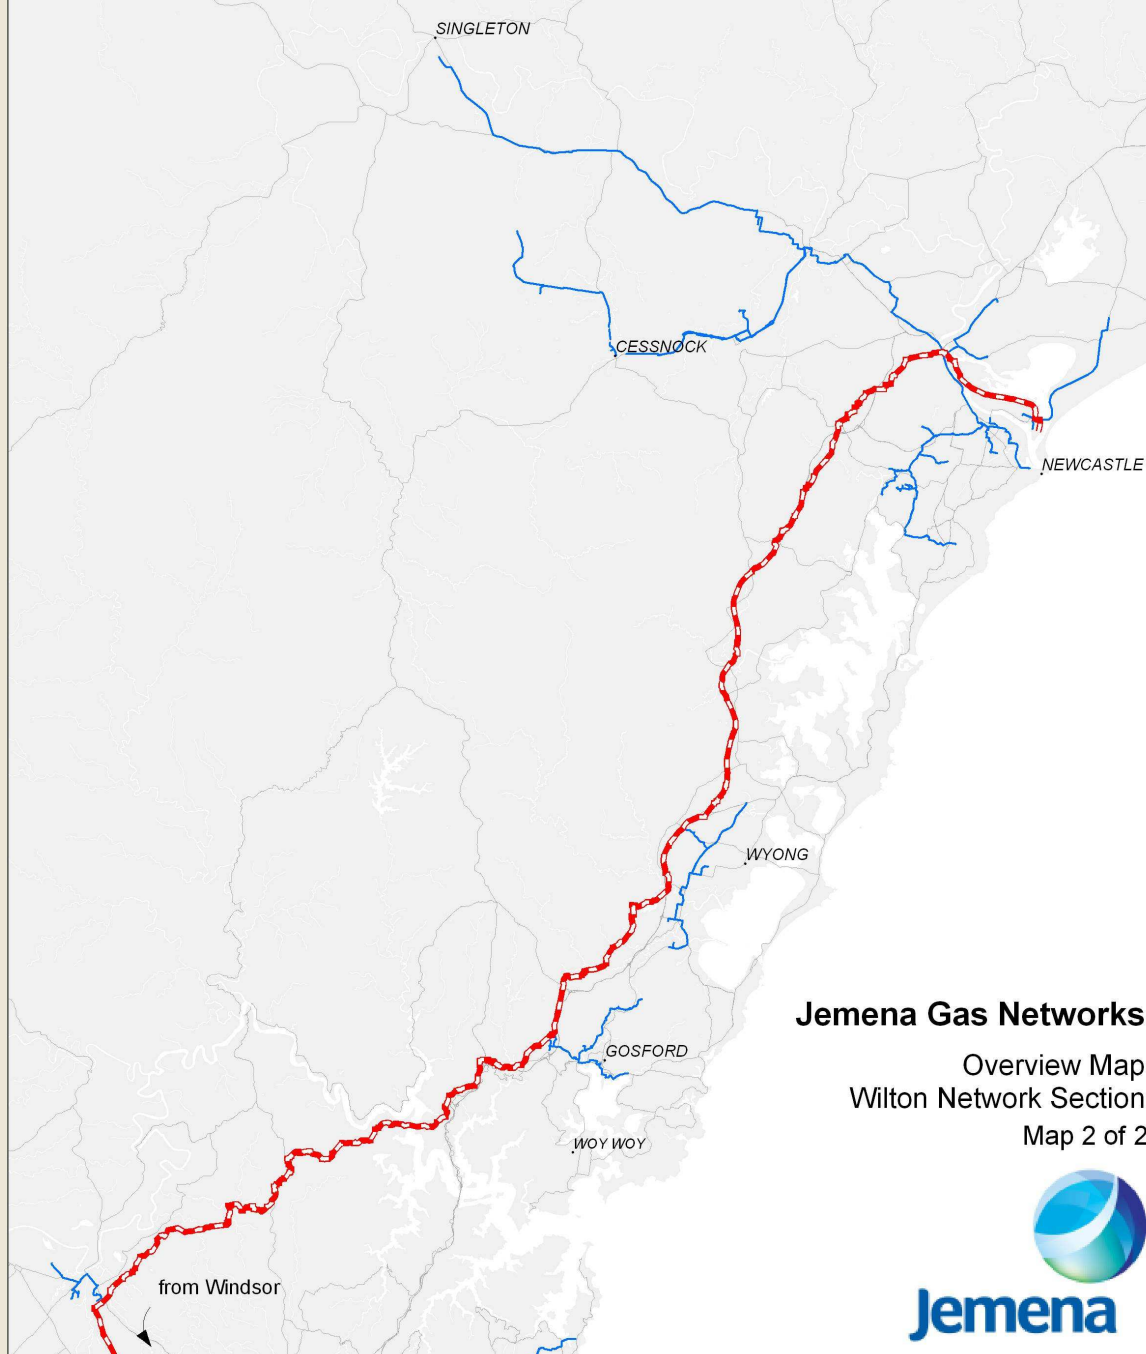 SINGLETON
CESSNOCK
NEWCASTLE
WYONG
Jemena Gas Networks
GOSFORD
Overview Map
Wilton Network Section
Map 2 of 2
WOY WOY
from Windsor
Jemena